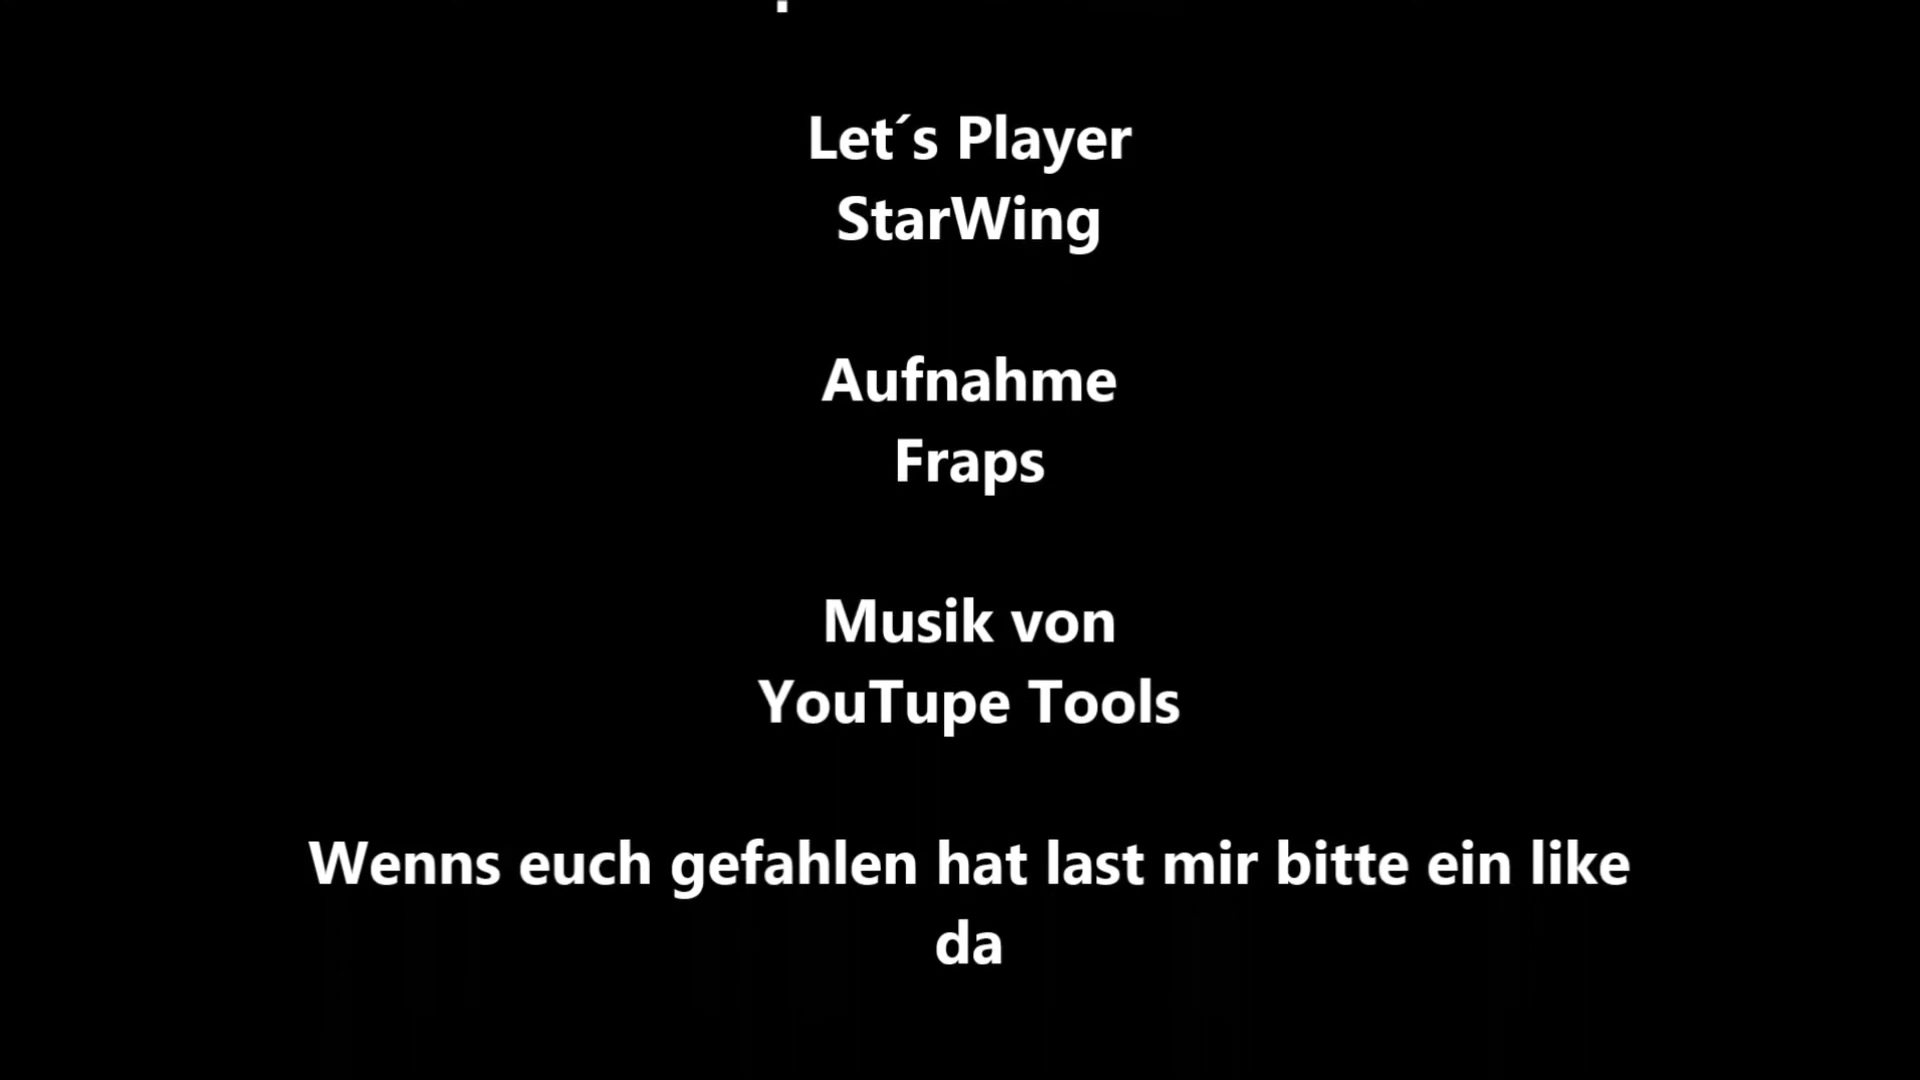 Let´s Player
StarWing
Aufnahme
Fraps
Musik von
YouTupe Tools
Wenns euch gefahlen hat last mir bitte ein like
da